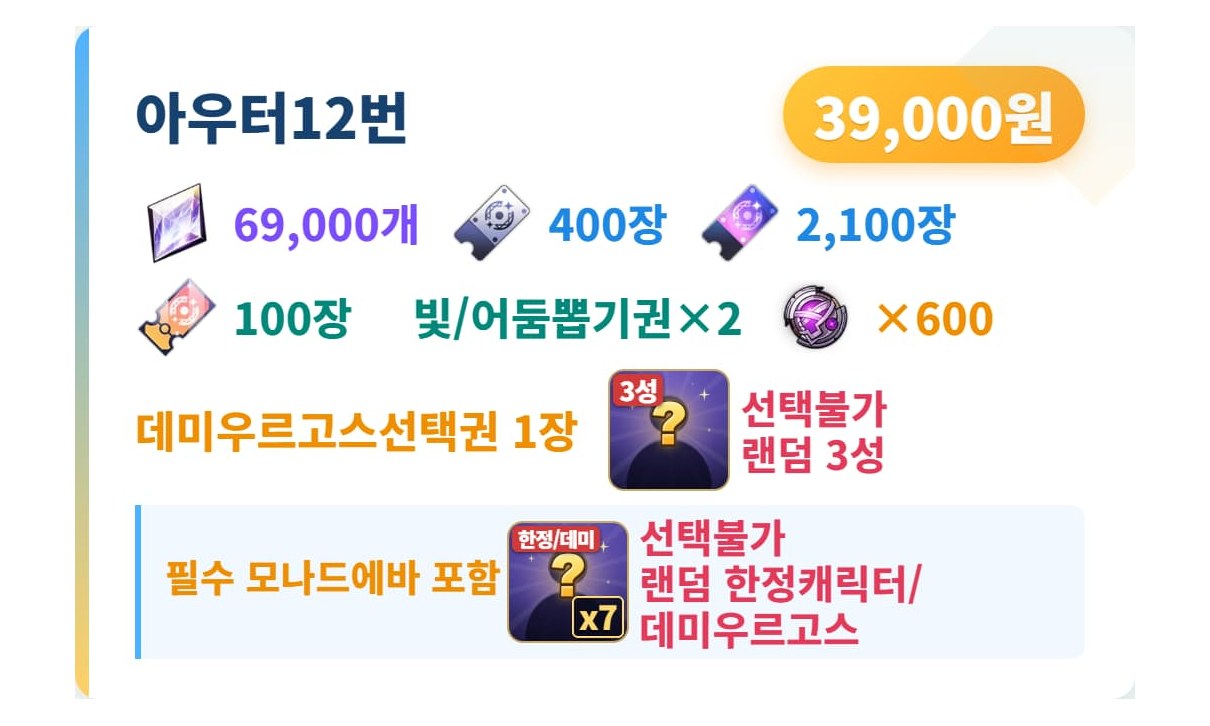 아우터12번
39,000원
69,000개 400장 2,100장
100장 빛/어둠뽑기권×2 ×600
데미우르고스선택권 1장
3성
?
선택불가
랜덤 3성
필수 모나드에바 포함
한정/데미
?
x7
선택불가
랜덤 한정캐릭터/
데미우르고스